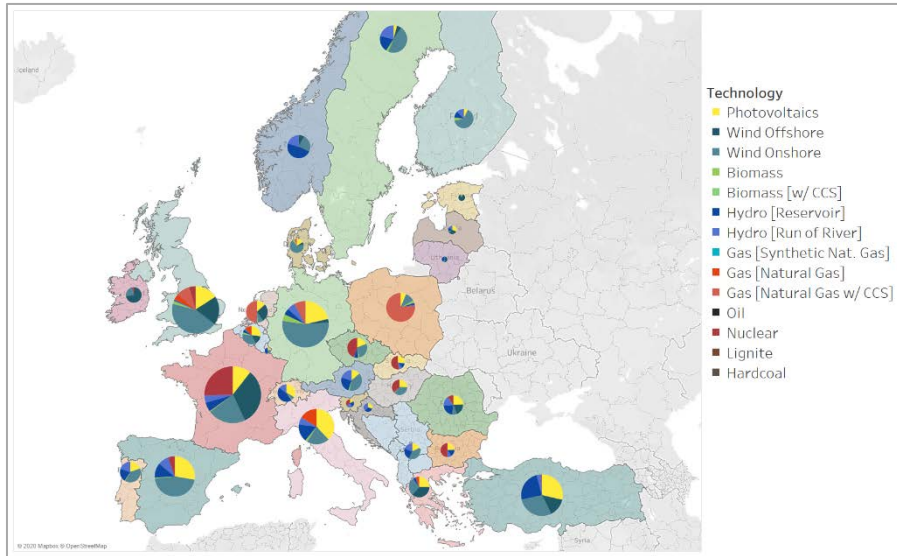 Iceland
Technology
Photovoltaics
Wind Offshore
Wind Onshore
Biomass
Biomass [w/ CCS]
Hydro [Reservoir]
Hydro [Run of River]
Gas [Synthetic Nat. Gas]
Gas [Natural Gas]
Gas [Natural Gas w/ CCS]
Oil
Nuclear
Lignite
Hardcoal
Belarus
Ukraine
Syria
© 2020 Mapbox © OpenStreetMap